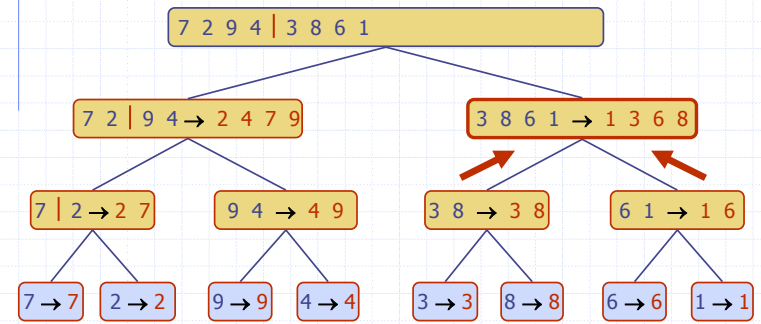 7 2 9 4 | 3 8 6 1
7 2 | 9 4 → 2 4 7 9
3 8 6 1 → 1 3 6 8
7 | 2 → 2 7
9 4 → 4 9
3 8 → 3 8
6 1 → 1 6
7 → 7
2 → 2
9 → 9
4 → 4
3 → 3
8 → 8
6 → 6
1 → 1